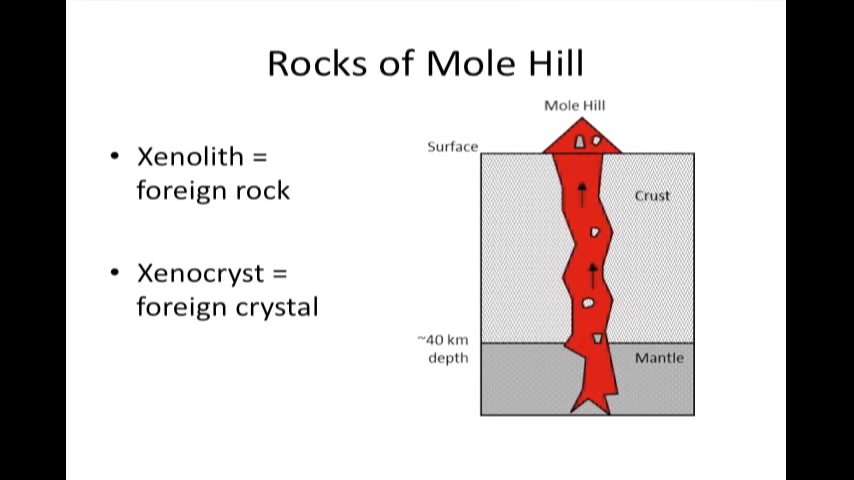 Rocks of Mole Hill
• Xenolith =
foreign rock
• Xenocryst =
foreign crystal
Mole Hill
Surface
Crust
~40 km
depth
Mantle